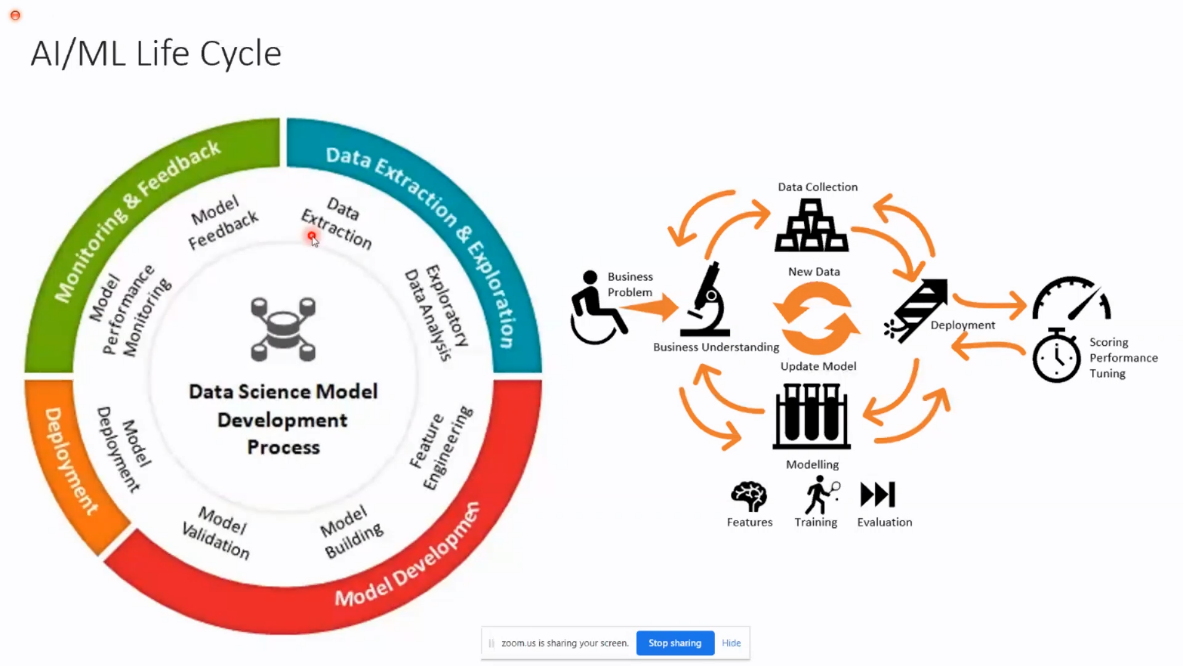 AI/ML Life Cycle
Monitoring & Feedback
Data Extraction & Exploration
Model Developmen
Deployment
Model
Feedback
Data
Extraction
Exploratory
Data Analysis
Feature
Engineering
Model
Building
Model
Validation
Model
Deployment
Model
Performance
Monitoring
Data Science Model
Development
Process
Data Collection
Business
Problem
New Data
Business Understanding
Deployment
Update Model
Scoring
Performance
Tuning
Modelling
Features
Training
Evaluation
zoom.us is sharing your screen.
Stop sharing
Hide